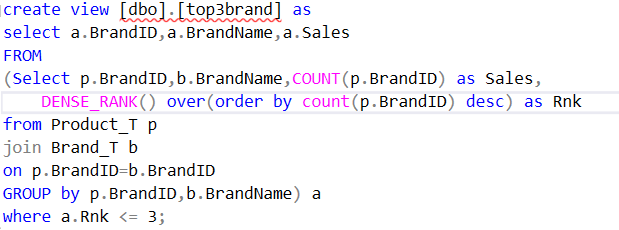 create view [dbo].[top3brand] as
select a.BrandID,a.BrandName,a.Sales
FROM
(Select p.BrandID,b.BrandName,COUNT(p.BrandID) as Sales,
DENSE_RANK() over(order by count(p.BrandID) desc) as Rnk
from Product_T p
join Brand_T b
on p.BrandID=b.BrandID
GROUP by p.BrandID,b.BrandName) a
where a.Rnk <= 3;